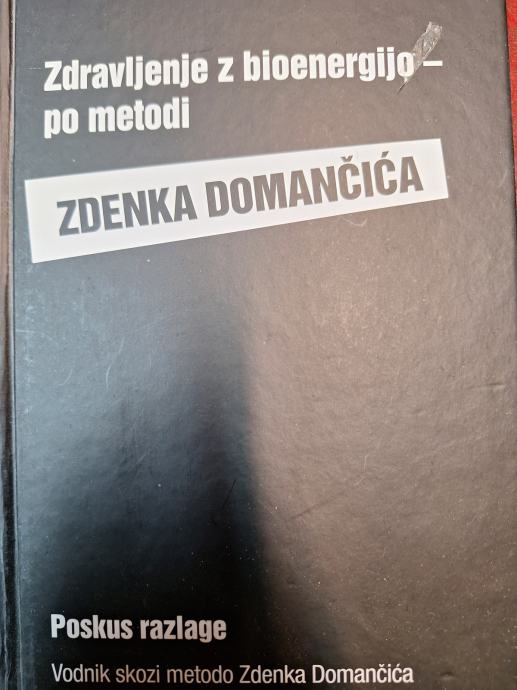 Zdravljenje z bioenergijo –
po metodi
ZDENKA DOMANČIĆA
Poskus razlage
Vodnik skozi metodo Zdenka Domančića